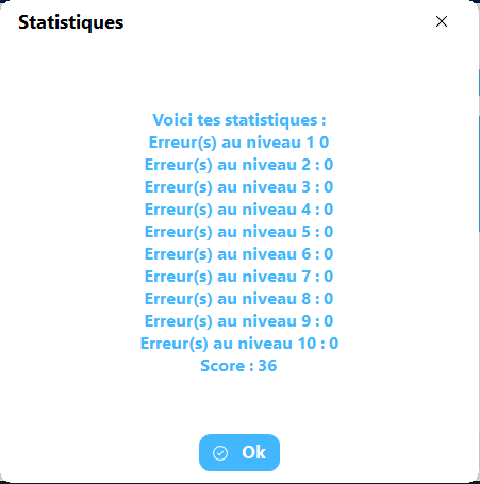 Statistiques
Voici tes statistiques :
Erreur(s) au niveau 1 0
Erreur(s) au niveau 2 : 0
Erreur(s) au niveau 3 : 0
Erreur(s) au niveau 4 : 0
Erreur(s) au niveau 5 : 0
Erreur(s) au niveau 6 : 0
Erreur(s) au niveau 7 : 0
Erreur(s) au niveau 8 : 0
Erreur(s) au niveau 9 : 0
Erreur(s) au niveau 10 : 0
Score : 36
Ok